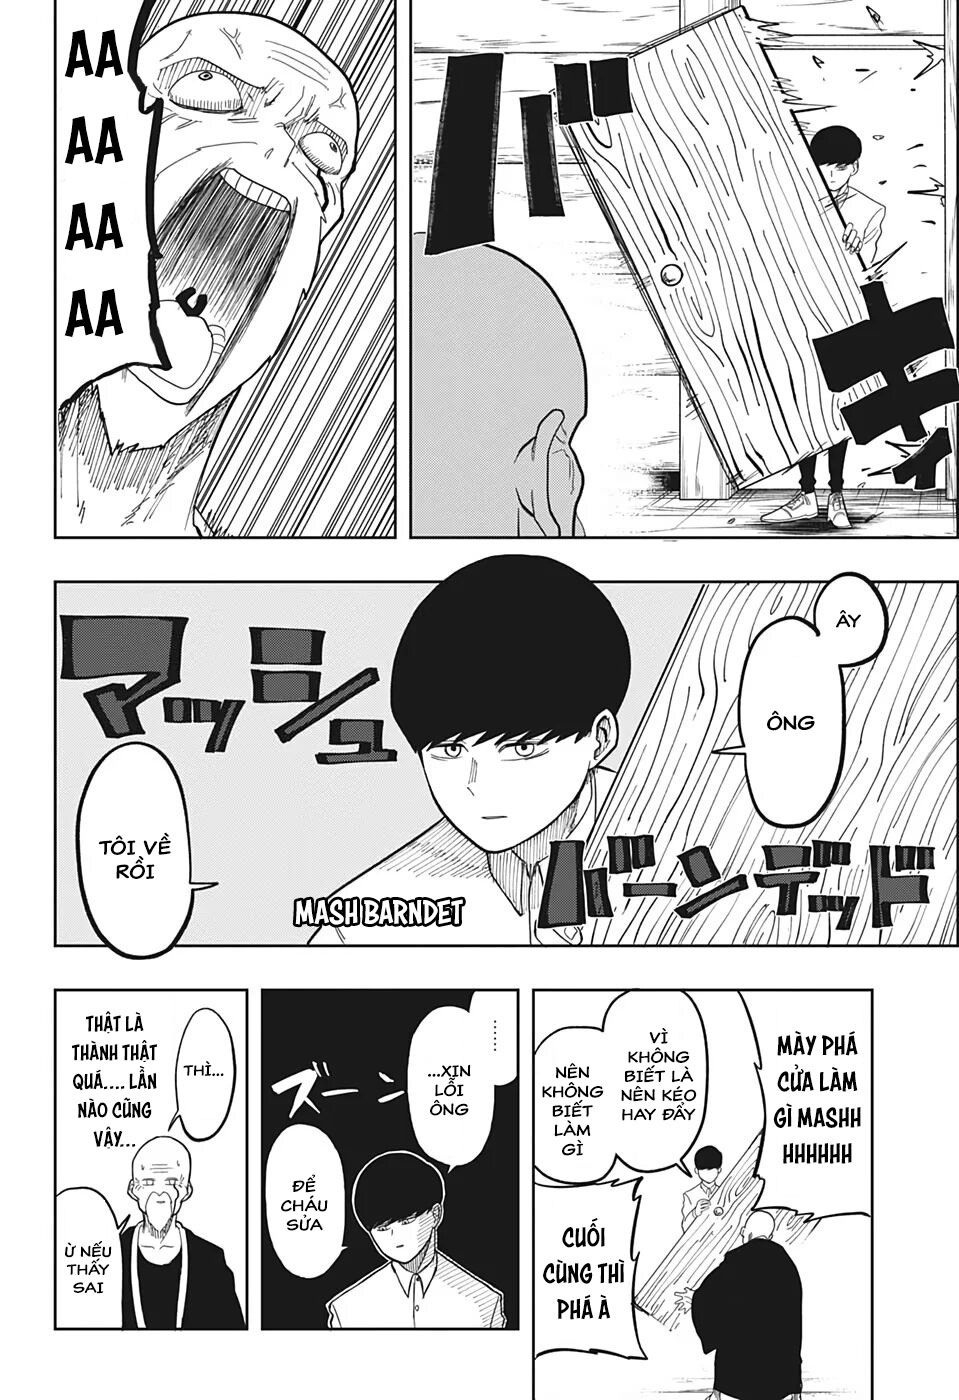 バ
バ
キ
AA
AA
AA
AA
ÂY
ÔNG
マッシュ
バーンデッド
TÔI VỀ
RỒI
MASH BARNDET
MÀY PHÁ
CỬA LÀM
GÌ MASHH
HHHHHH
VÌ
KHÔNG
BIẾT LÀ
NÊN KÉO
HAY ĐẨY
NÊN
KHÔNG
BIẾT
LÀM
GÌ
CUỐI
CÙNG THÌ
PHÁ À
......
...XIN
LỖI
ÔNG
ズーン
ĐỂ
CHÁU
SỬA
THÌ...
THẬT LÀ
THÀNH THẬT
QUÁ.... LẦN
NÀO CŨNG
VẬY...
Ừ NẾU
THẤY
SAI